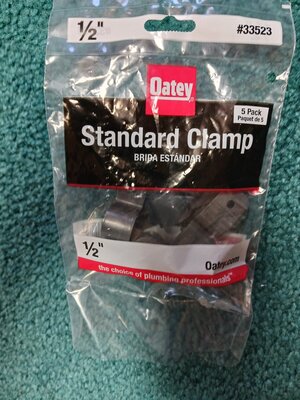 1/2" #33523
Oatey
5 Pack
Paquet de 5
Standard Clamp
BRIDA ESTÁNDAR
1/2"
Oatey.com
the choice of plumbing professionals™